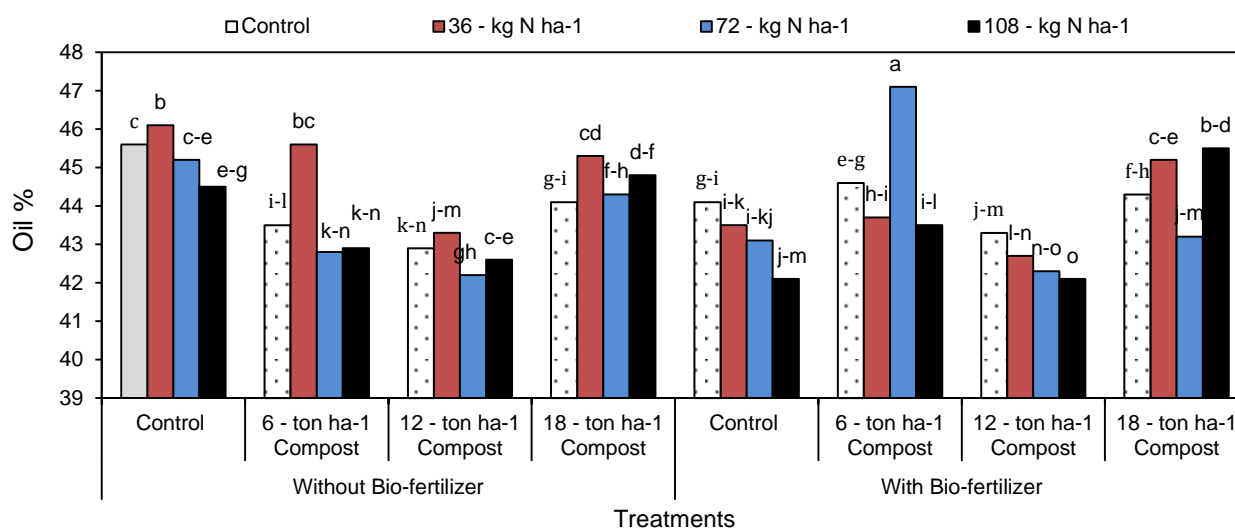 Control 36 - kg N ha-1 72 - kg N ha-1 108 - kg N ha-1
Oil %
48
47
46
45
44
43
42
41
40
39
c b c-e e-g
i-l bc k-n k-n
k-n j-m gh c-e
g-i cd f-h d-f
g-i i-k i-kj j-m
e-g h-i a i-l
j-m l-n n-o o
f-h c-e j-m b-d
Control
6 - ton ha-1
Compost
12 - ton ha-1
Compost
18 - ton ha-1
Compost
Control
6 - ton ha-1
Compost
12 - ton ha-1
Compost
18 - ton ha-1
Compost
Without Bio-fertilizer
With Bio-fertilizer
Treatments